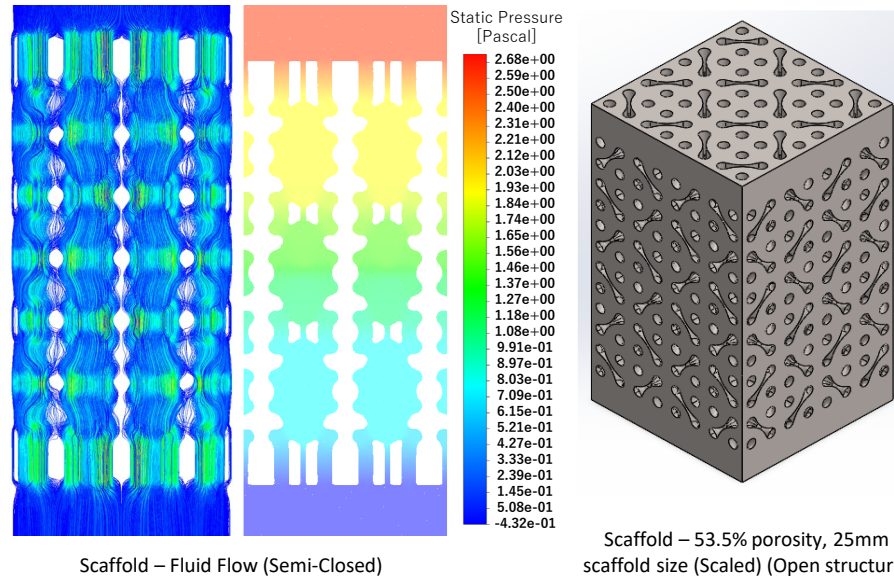 Static Pressure
[Pascal]
2.68e+00
2.59e+00
2.50e+00
2.40e+00
2.31e+00
2.21e+00
2.12e+00
2.03e+00
1.93e+00
1.84e+00
1.74e+00
1.65e+00
1.56e+00
1.46e+00
1.37e+00
1.27e+00
1.18e+00
1.08e+00
9.91e-01
8.97e-01
8.03e-01
7.09e-01
6.15e-01
5.21e-01
4.27e-01
3.33e-01
2.39e-01
1.45e-01
5.08e-01
-4.32e-01
Scaffold – Fluid Flow (Semi-Closed)
Scaffold – 53.5% porosity, 25mm
scaffold size (Scaled) (Open structur